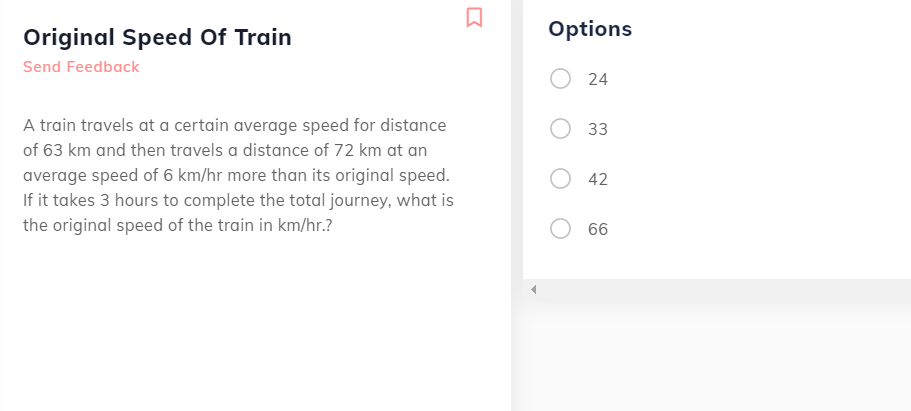 Original Speed Of Train
Send Feedback
A train travels at a certain average speed for distance
of 63 km and then travels a distance of 72 km at an
average speed of 6 km/hr more than its original speed.
If it takes 3 hours to complete the total journey, what is
the original speed of the train in km/hr.?
Options
24
33
42
66